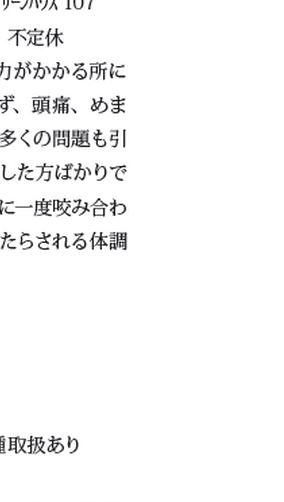 リーンハウス 107
不定休
力がかかる所に
ず、頭痛、めま
多くの問題も引
した方ばかりで
に一度咬み合わ
たらされる体調
種取扱あり